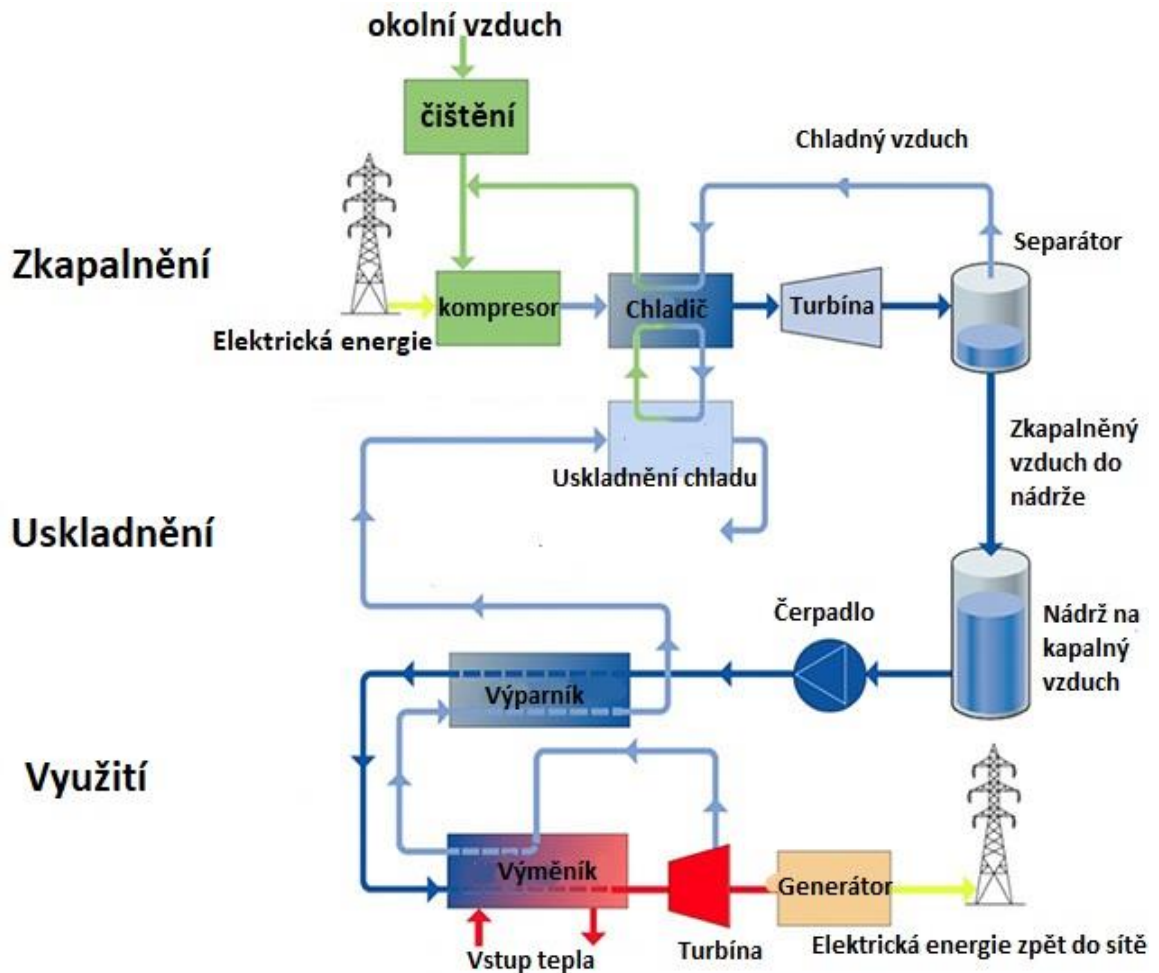 okolní vzduch
čištění
Chladný vzduch
Separátor
Zkapalnění
kompresor
Chladič
Turbína
Elektrická energie
Zkapalněný
vzduch do
nádrže
Uskladnění chladu
Uskladnění
Čerpadlo
Nádrž na
kapalný
vzduch
Výparník
Využití
Výměník
Generátor
Vstup tepla
Turbína
Elektrická energie zpět do sítě